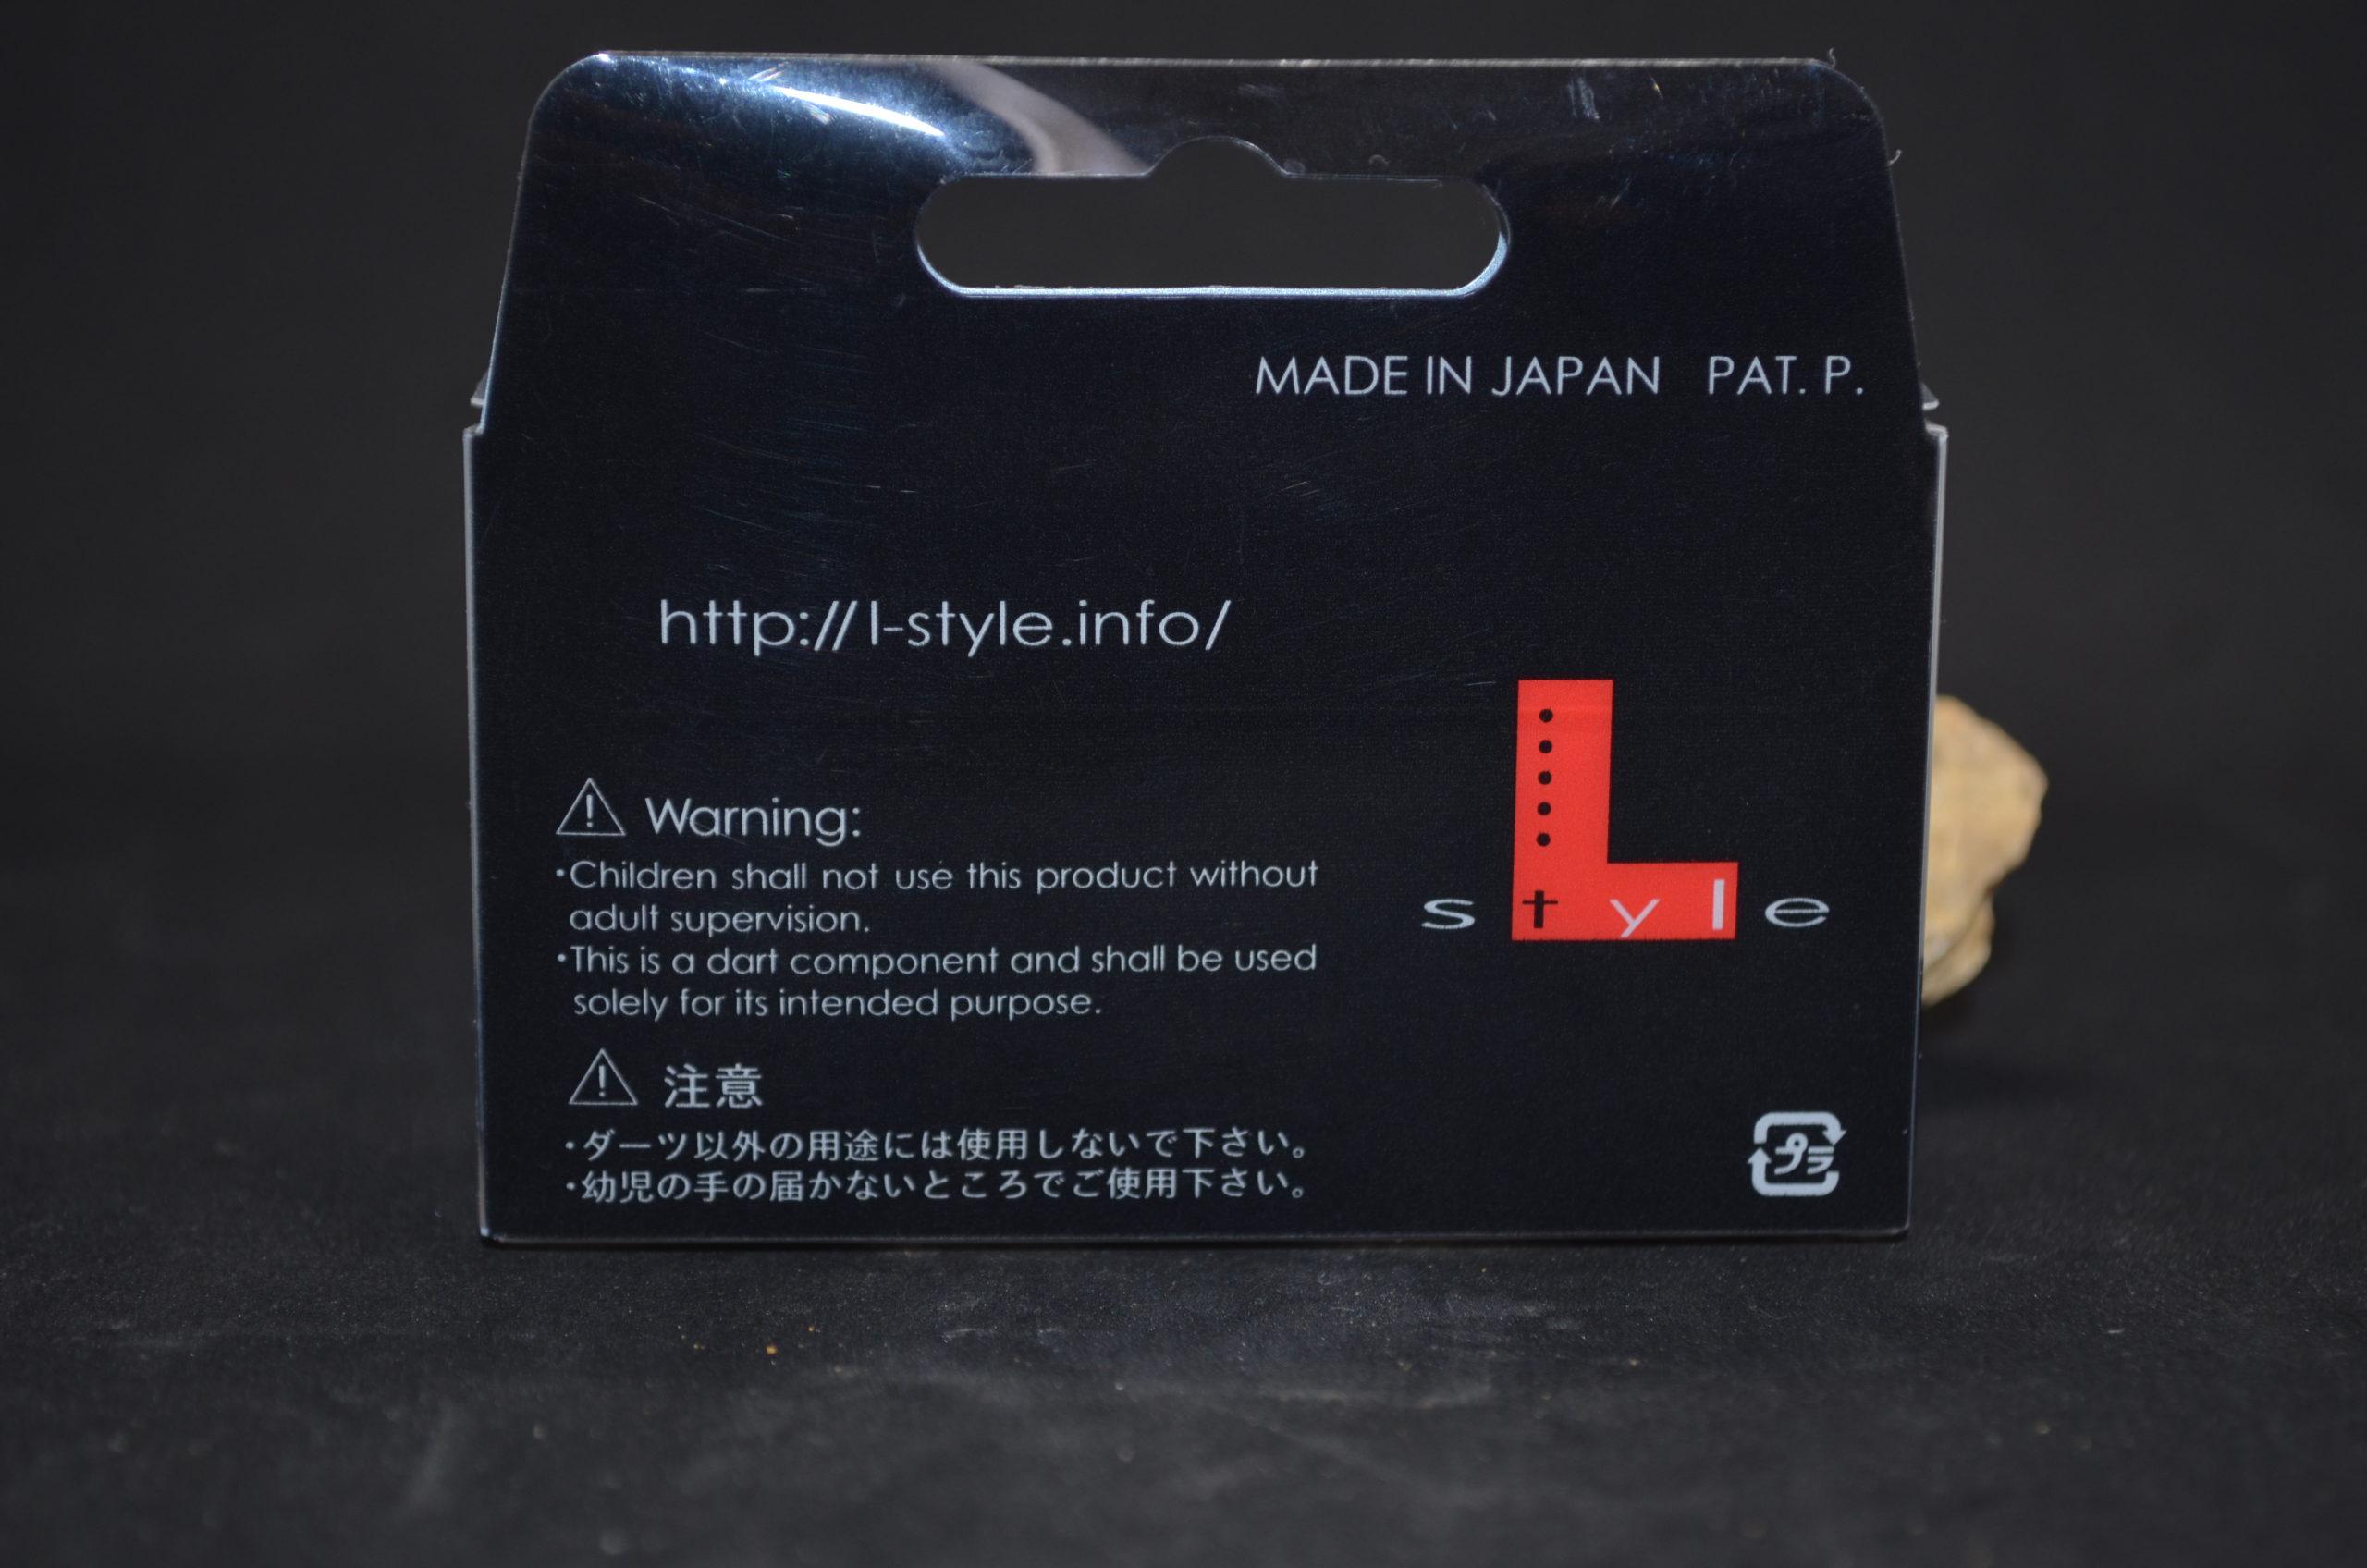 MADE IN JAPAN PAT. P.
http://l-style.info/
Warning:
・Children shall not use this product without
adult supervision.
・This is a dart component and shall be used
solely for its intended purpose.
L
style
注意
・ダーツ以外の用途には使用しないで下さい。
・幼児の手の届かないところでご使用下さい。
プラ